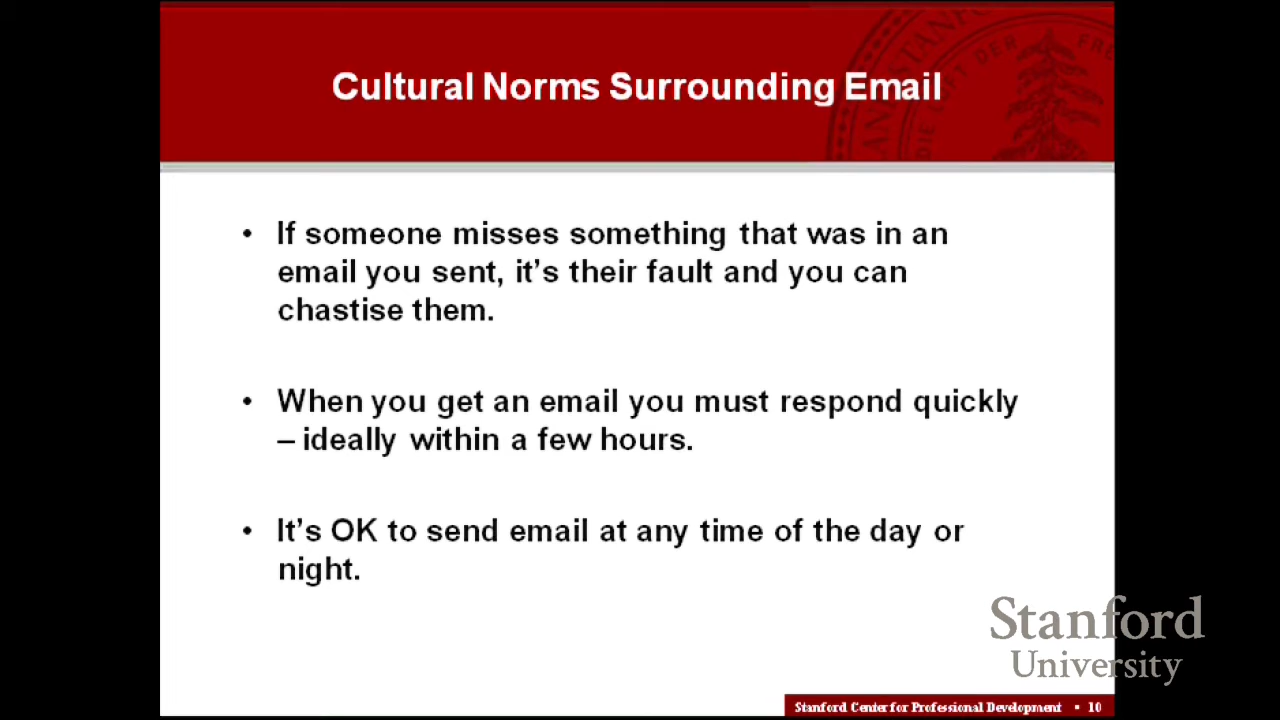 Cultural Norms Surrounding Email
• If someone misses something that was in an
email you sent, it's their fault and you can
chastise them.
• When you get an email you must respond quickly
– ideally within a few hours.
• It's OK to send email at any time of the day or
night.
Stanford
University
Stanford Center for Professional Development • 10